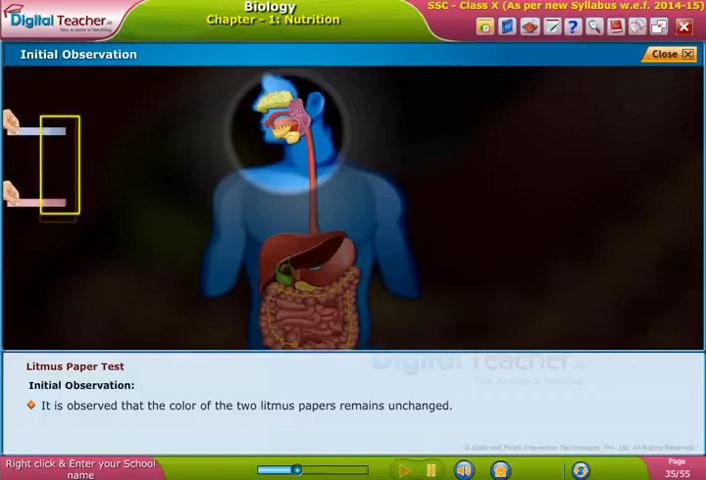 Digital Teacher.in
Biology
Chapter - 1: Nutrition
SSC - Class X (As per new Syllabus w.e.f. 2014-15)
Initial Observation
Close
Litmus Paper Test
Digital Teacher.in
Initial Observation:
It is observed that the color of the two litmus papers remains unchanged.
Right click & Enter your School
name
Page
35/55